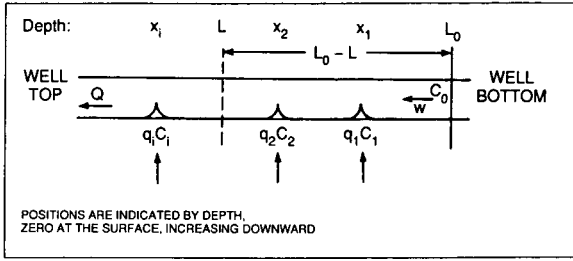 Depth: xi L x2 x1 L0
L0 – L
WELL TOP
WELL BOTTOM
Q
C0
w
qiCi q2C2 q1C1
POSITIONS ARE INDICATED BY DEPTH,
ZERO AT THE SURFACE, INCREASING DOWNWARD